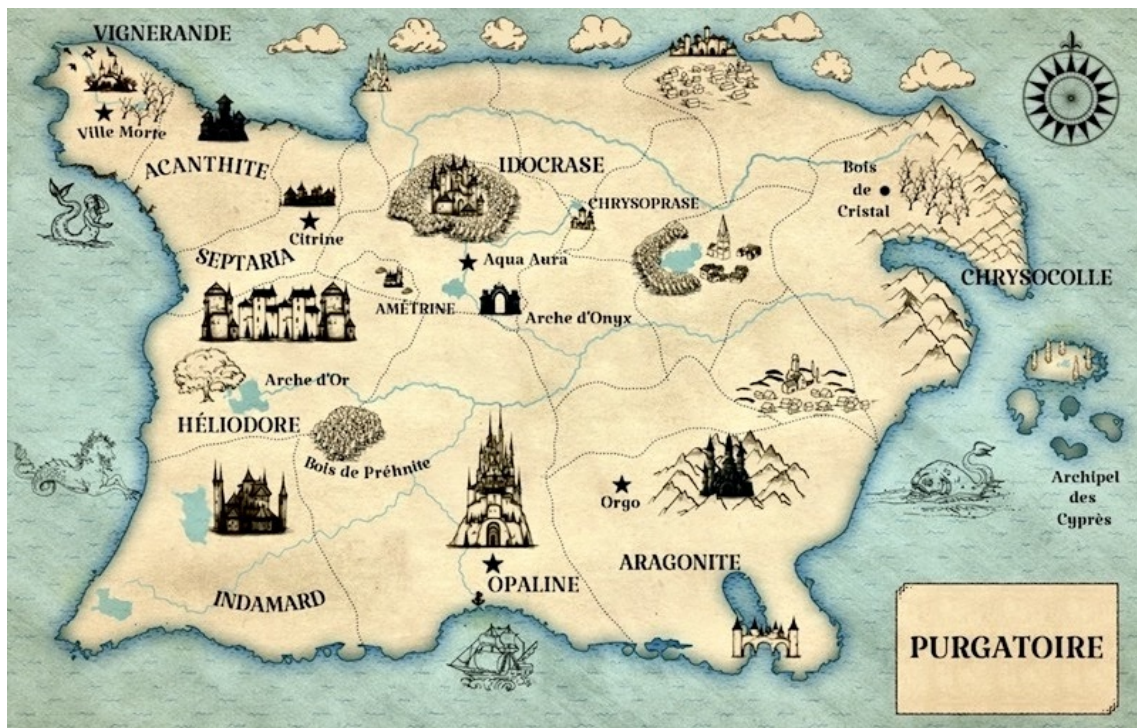 VIGNERANDE
Ville Morte
ACANTHITE
IDOCRASE
Bois
de
Cristal
CHRYSOPRASE
Citrine
SEPTARIA
Aqua Aura
CHRYSOCOLLE
AMÉTRINE
Arche d'Onyx
Arche d'Or
HÉLIODORE
Bois de Préhnite
Orgo
Archipel
des
Cyprès
ARAGONITE
OPALINE
INDAMARD
PURGATOIRE